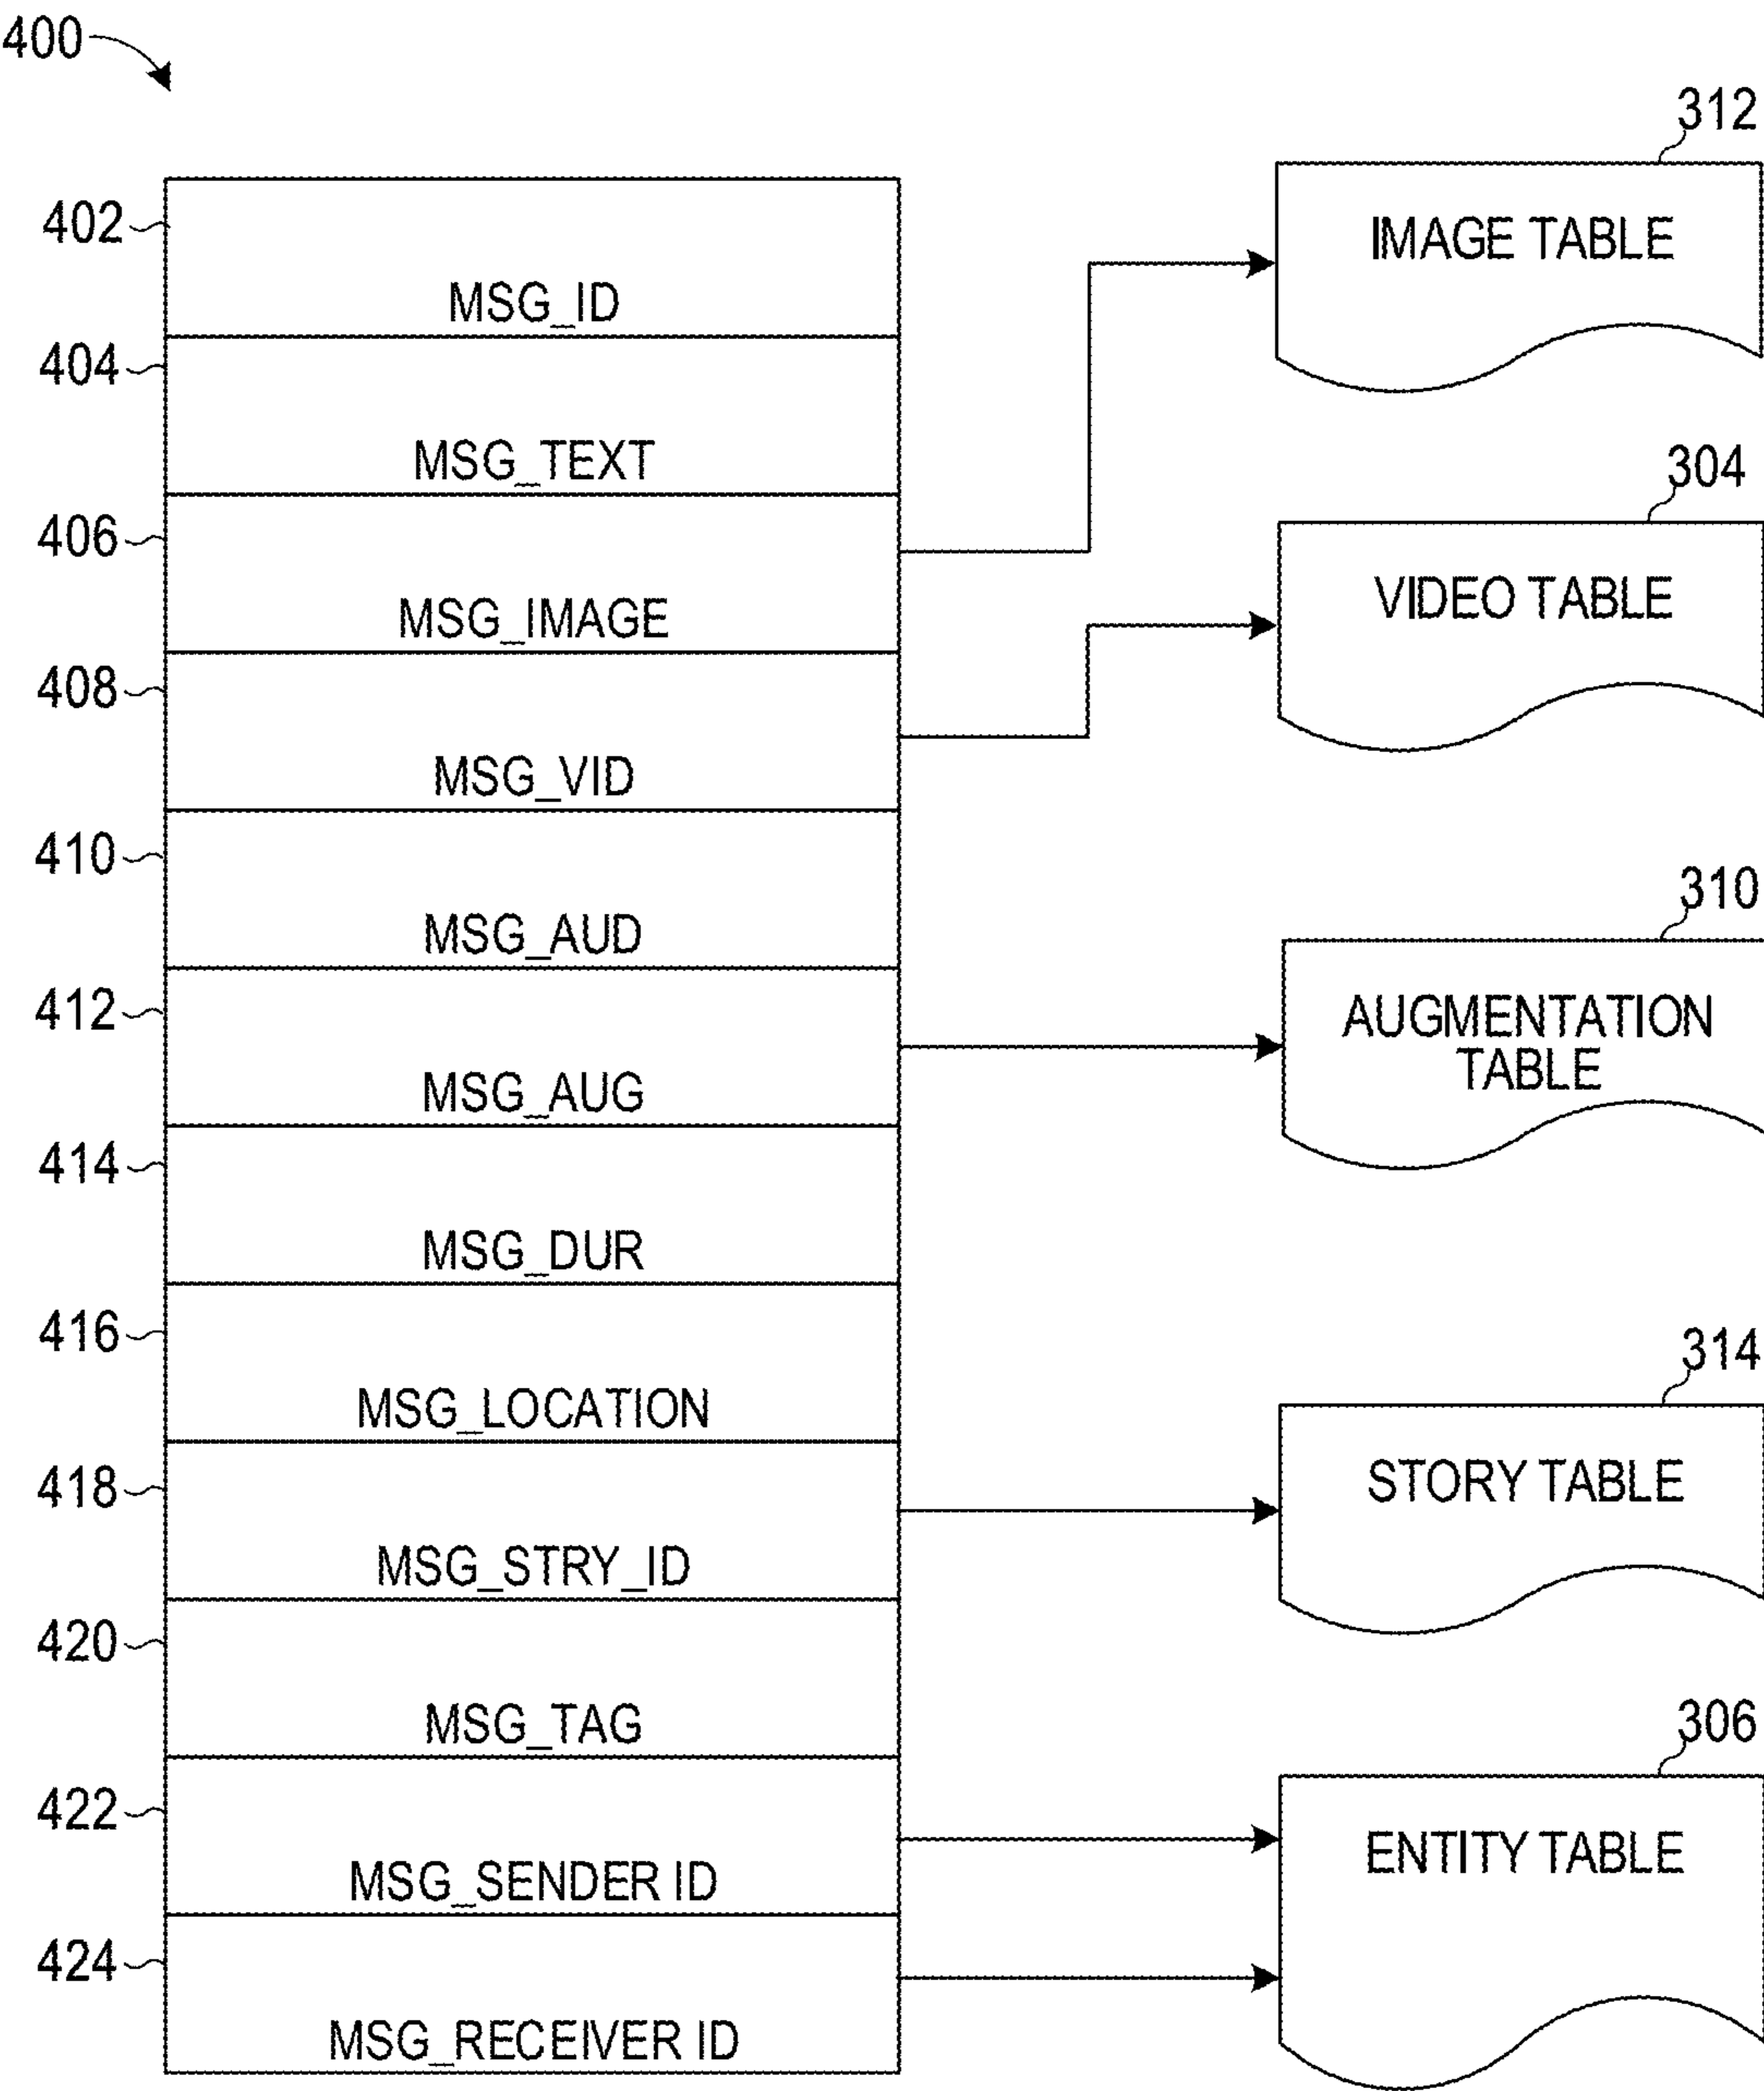 400
312
402
IMAGE TABLE
MSG_ID
404
MSG_TEXT
304
406
VIDEO TABLE
MSG_IMAGE
408
MSG_VID
410
310
MSG_AUD
412
AUGMENTATION
TABLE
MSG_AUG
414
MSG_DUR
416
314
MSG_LOCATION
418
STORY TABLE
MSG_STRY_ID
420
306
MSG_TAG
422
ENTITY TABLE
MSG_SENDER ID
424
MSG_RECEIVER ID